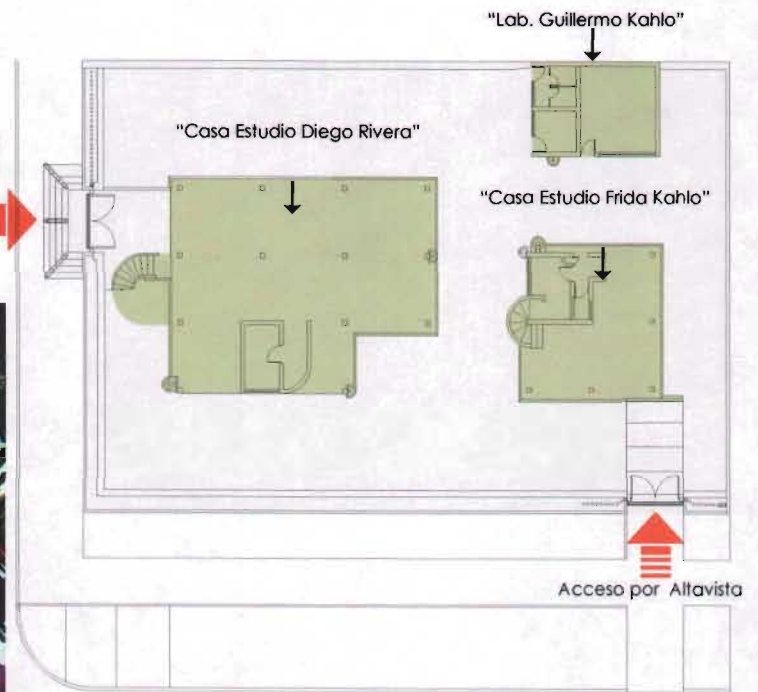 "Lab. Guillermo Kahlo"
"Casa Estudio Diego Rivera"
"Casa Estudio Frida Kahlo"
Acceso por Altavista